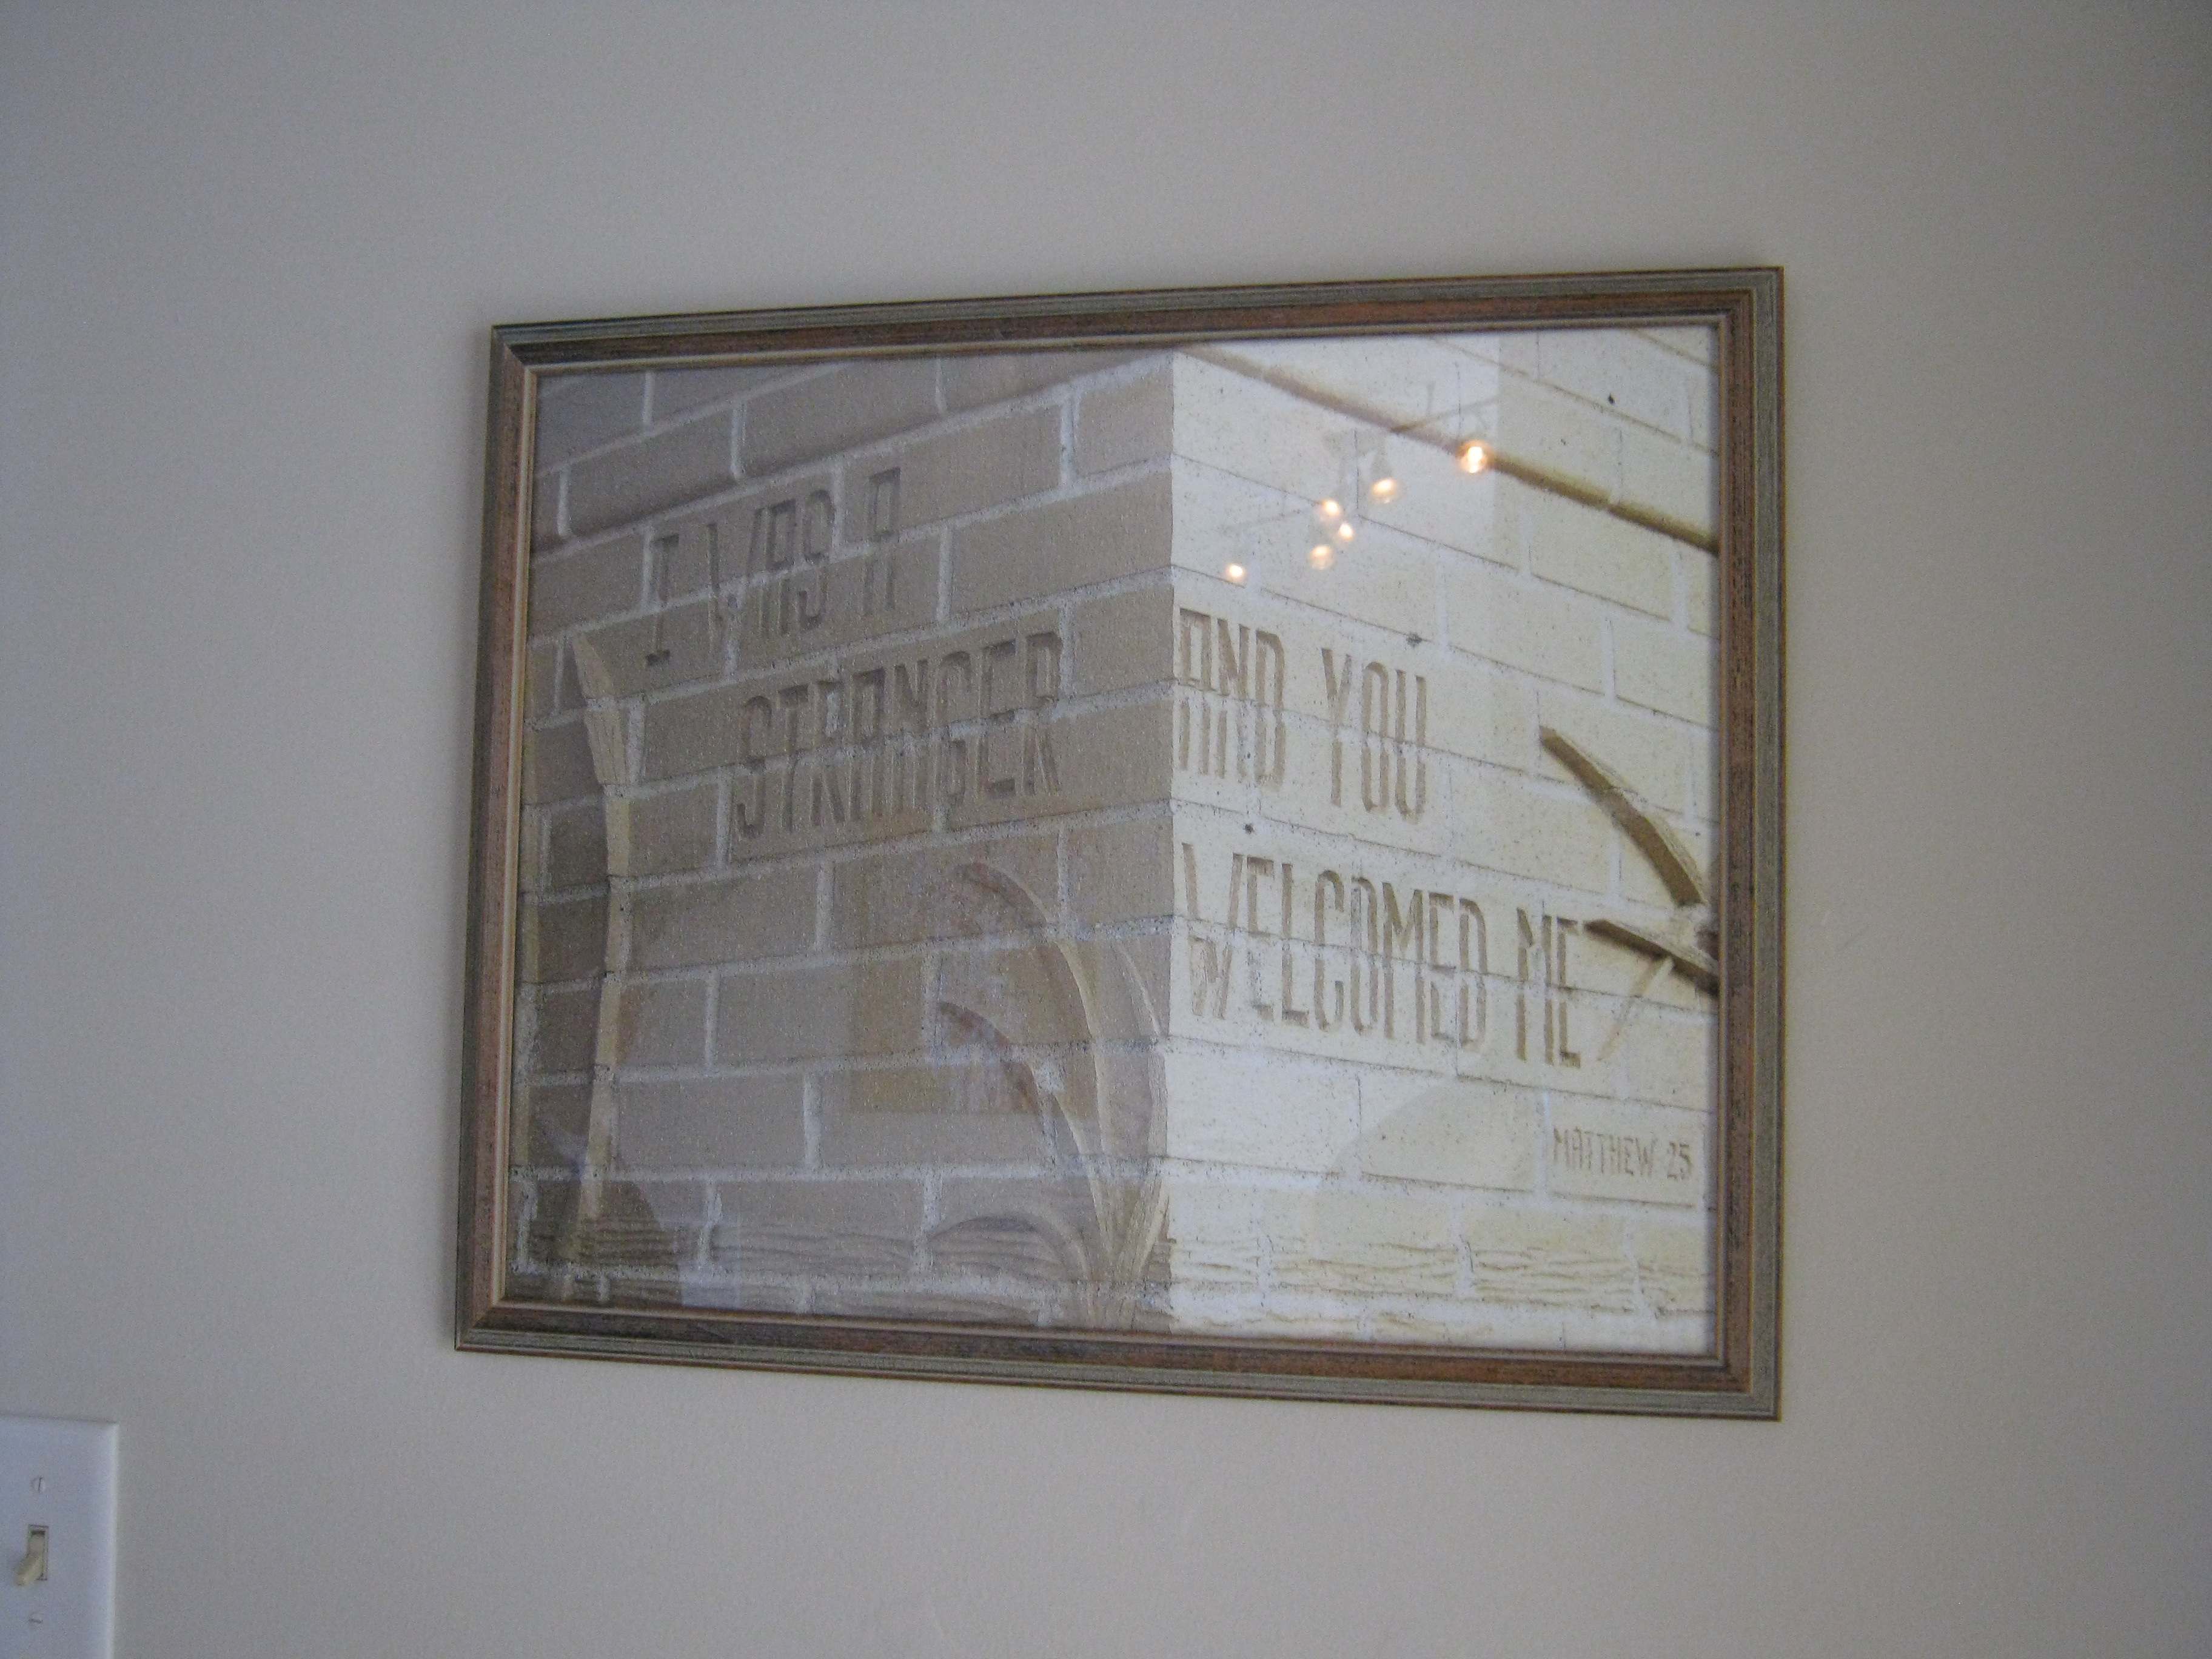 I WAS A
STRANGER
AND YOU
WELCOMED ME
MATTHEW 25